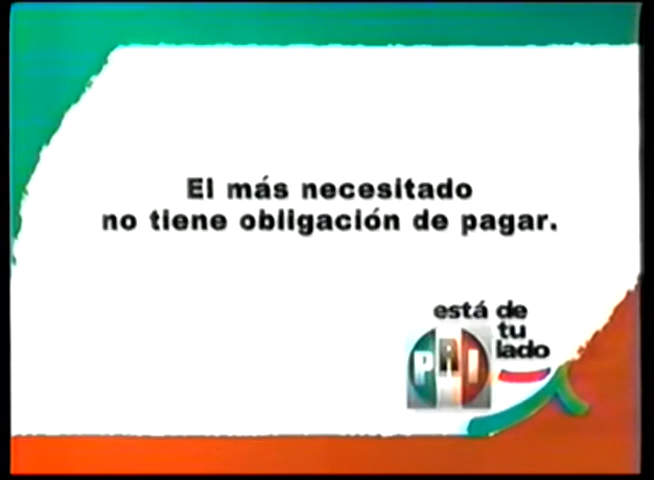 El más necesitado
no tiene obligación de pagar.
está de
tu
lado
PRI